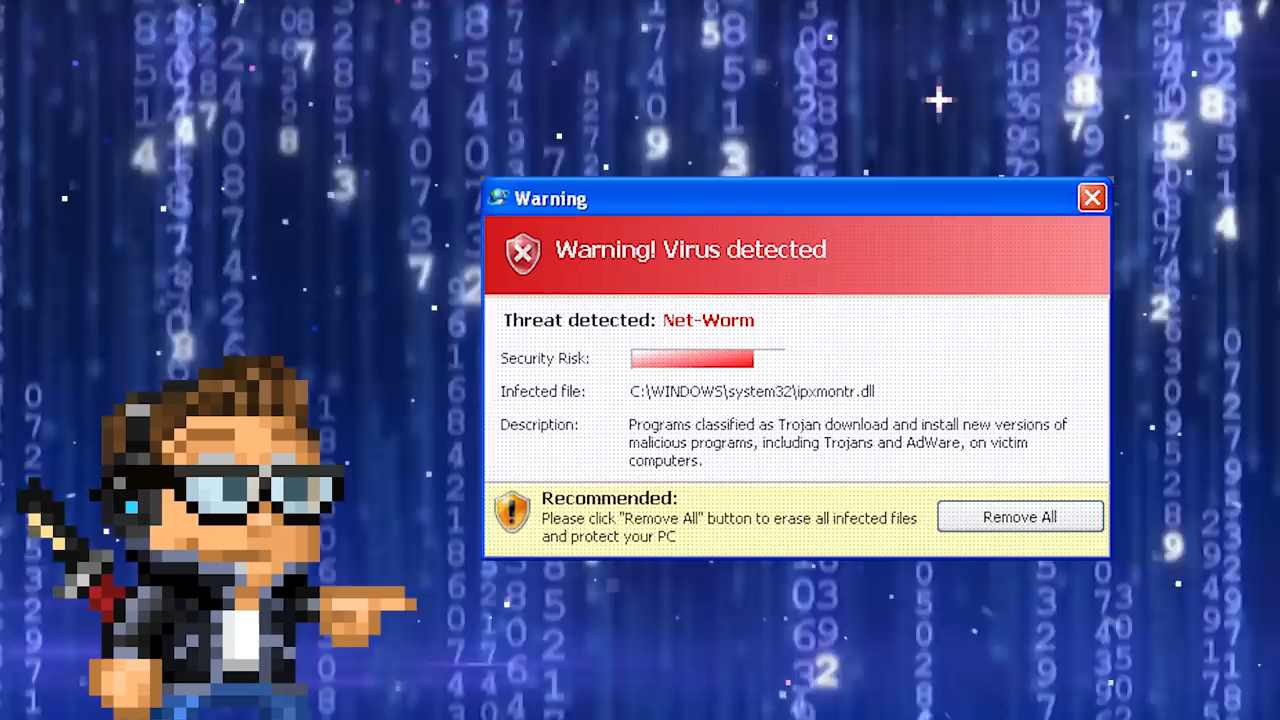 Warning
Warning! Virus detected
Threat detected: Net-Worm
Security Risk:
Infected file: C:\WINDOWS\system32\ipxmontr.dll
Description: Programs classified as Trojan download and install new versions of
malicious programs, including Trojans and AdWare, on victim
computers.
Recommended:
Please click "Remove All" button to erase all infected files
and protect your PC
Remove All